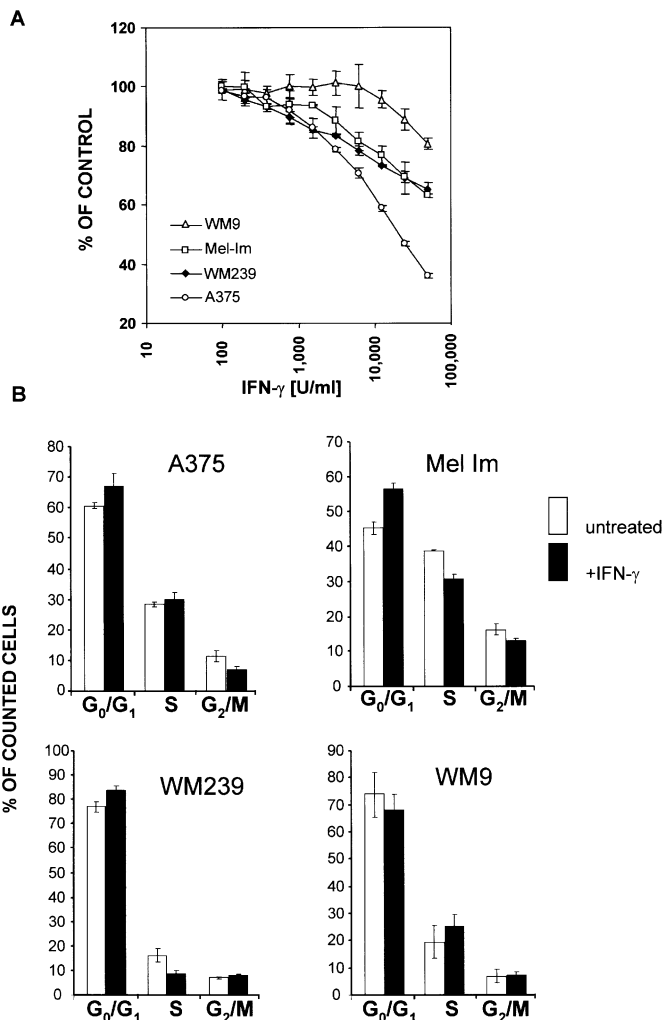 A
120
100
80
60
40
20
% OF CONTROL
WM9
Mel-Im
WM239
A375
10
100
1,000
10,000
100,000
IFN-γ [U/ml]
B
% OF COUNTED CELLS
A375
80
70
60
50
40
30
20
10
0
G0/G1 S G2/M
Mel Im
70
60
50
40
30
20
10
0
G0/G1 S G2/M
untreated
+IFN-γ
WM239
100
90
80
70
60
50
40
30
20
10
0
G0/G1 S G2/M
WM9
90
80
70
60
50
40
30
20
10
0
G0/G1 S G2/M